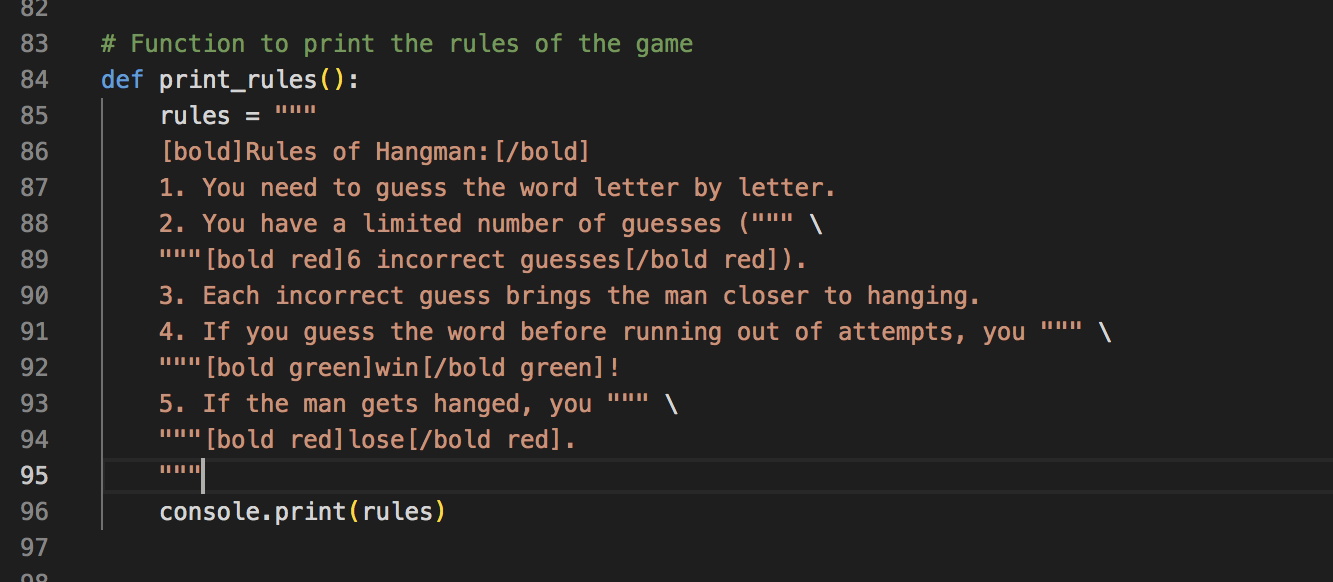 82
83 # Function to print the rules of the game
84 def print_rules():
85     rules = """
86     [bold]Rules of Hangman:[/bold]
87     1. You need to guess the word letter by letter.
88     2. You have a limited number of guesses (""" \
89     """[bold red]6 incorrect guesses[/bold red]).
90     3. Each incorrect guess brings the man closer to hanging.
91     4. If you guess the word before running out of attempts, you """ \
92     """[bold green]win[/bold green]!
93     5. If the man gets hanged, you """ \
94     """[bold red]lose[/bold red].
95     """
96     console.print(rules)
97
98